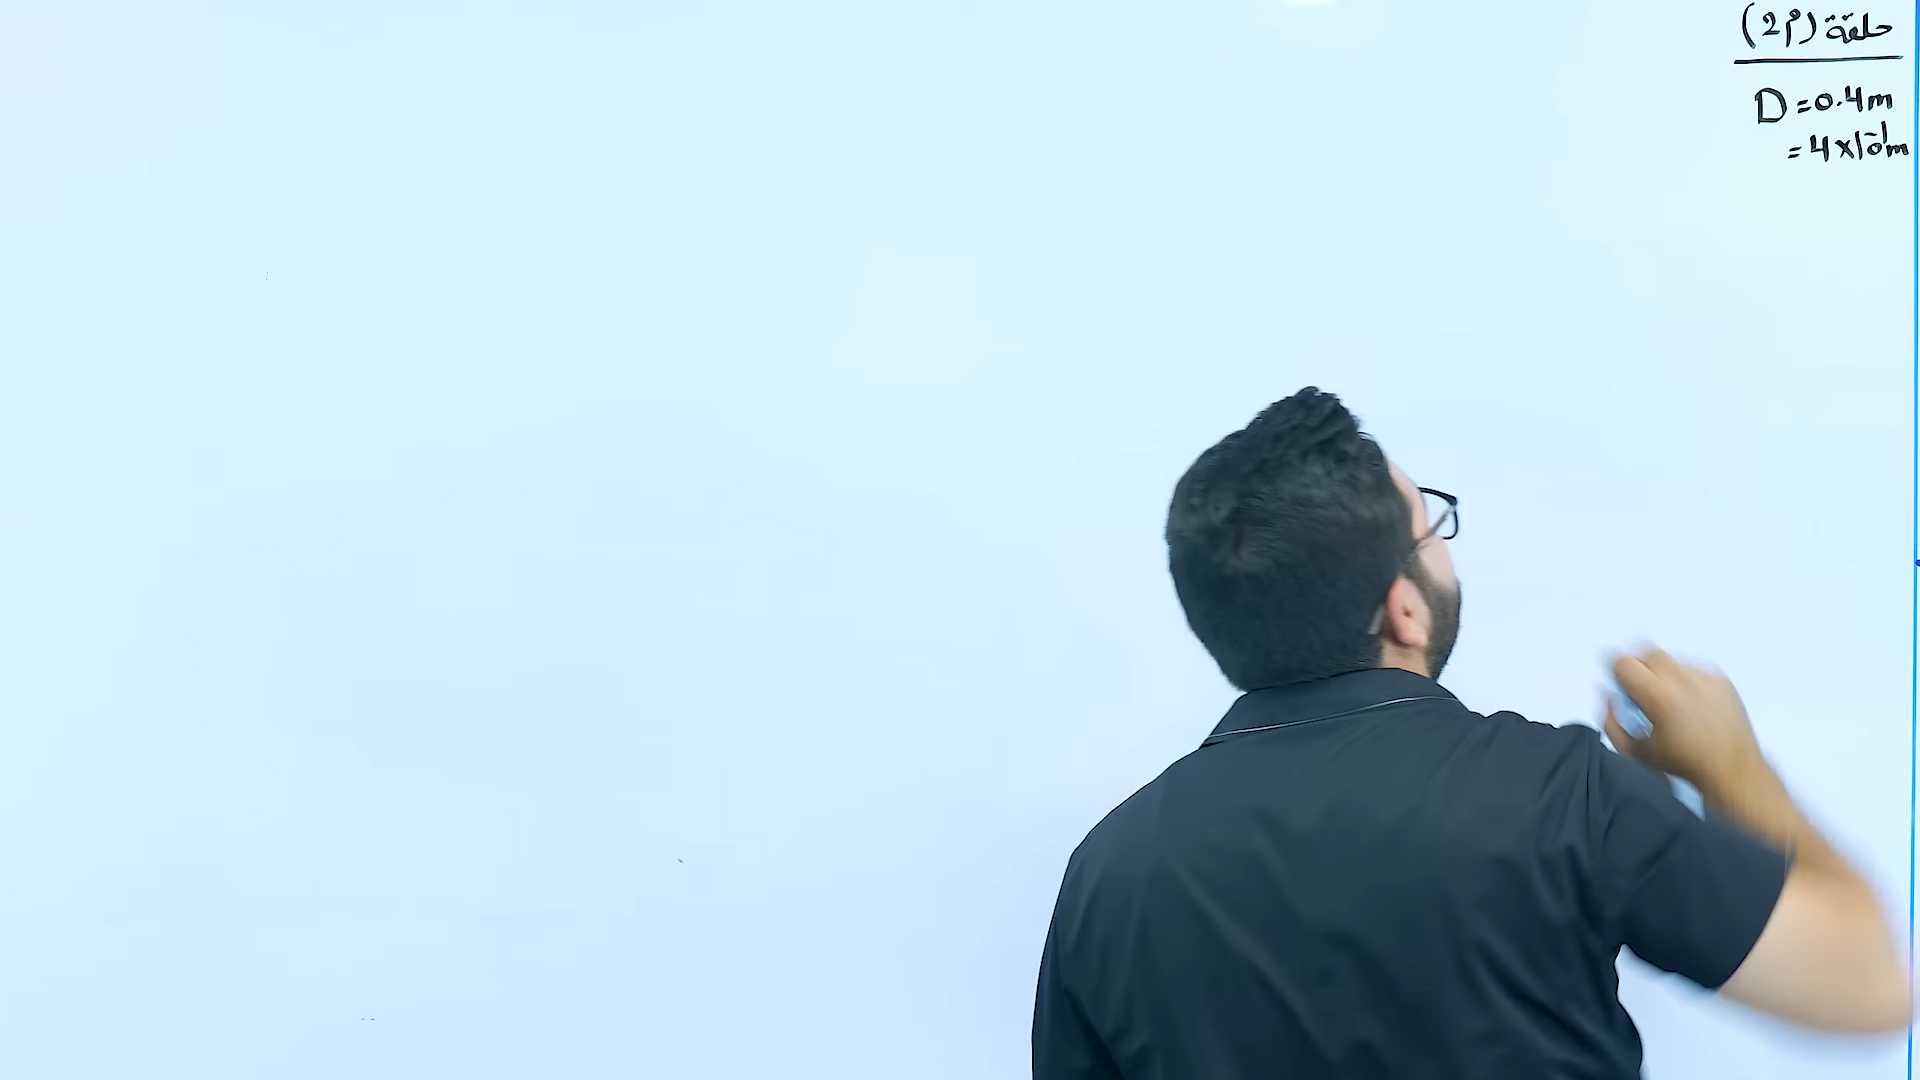 حلقة (م2)
D = 0.4m
= 4×10⁻¹m